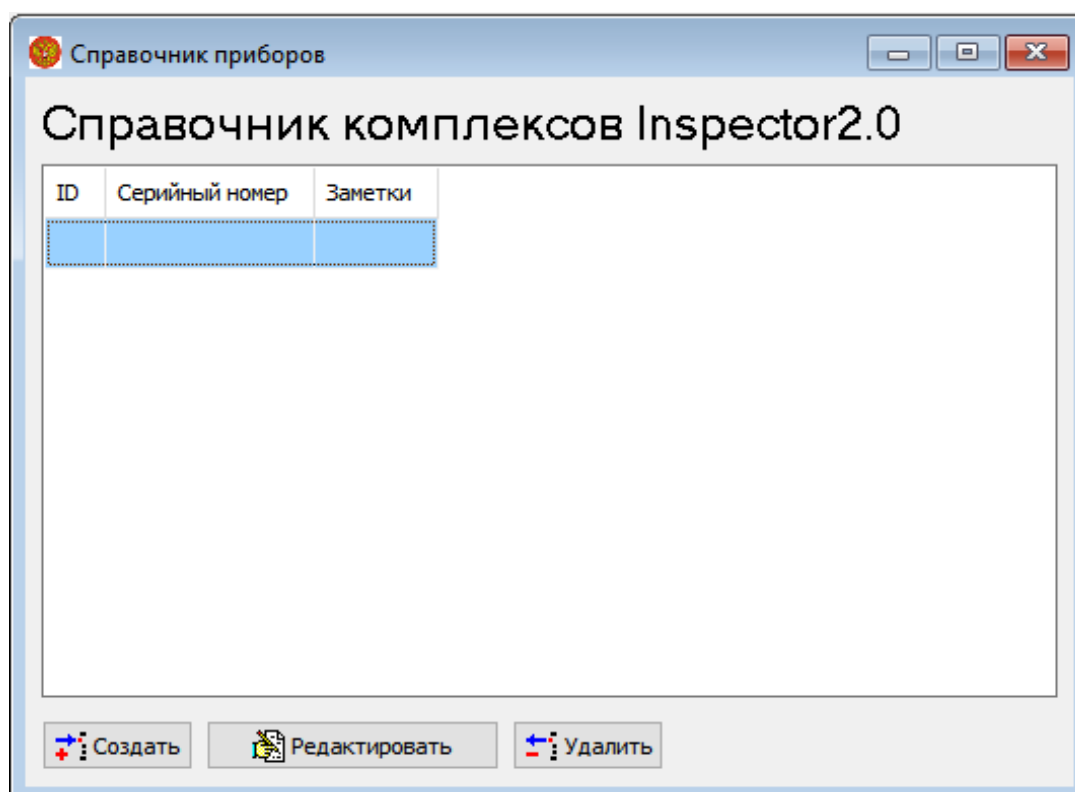 Справочник приборов
Справочник комплексов Inspector2.0
ID Серийный номер Заметки
Создать Редактировать Удалить